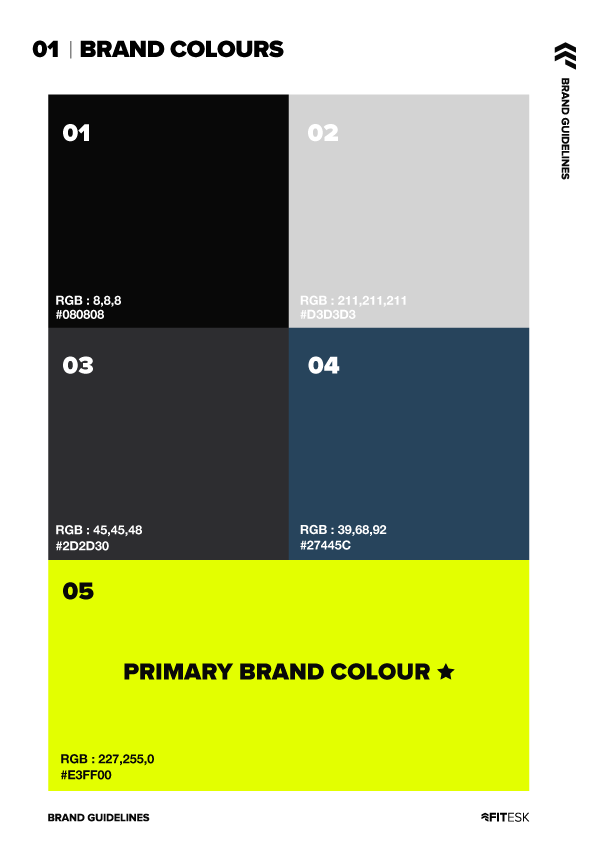 01 | BRAND COLOURS
BRAND GUIDELINES
01
RGB : 8,8,8
#080808
02
RGB : 211,211,211
#D3D3D3
03
RGB : 45,45,48
#2D2D30
04
RGB : 39,68,92
#27445C
05
PRIMARY BRAND COLOUR ★
RGB : 227,255,0
#E3FF00
BRAND GUIDELINES
FITESK